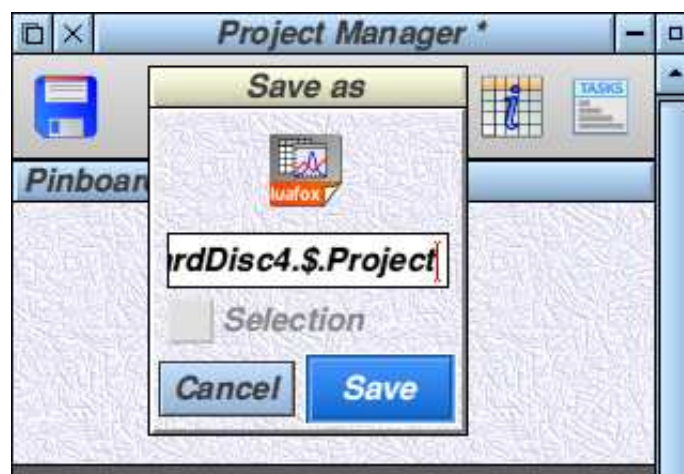 Project Manager *
Save as
TASKS
i
Pinboar
luafox
rdDisc4.$.Project
Selection
Cancel
Save